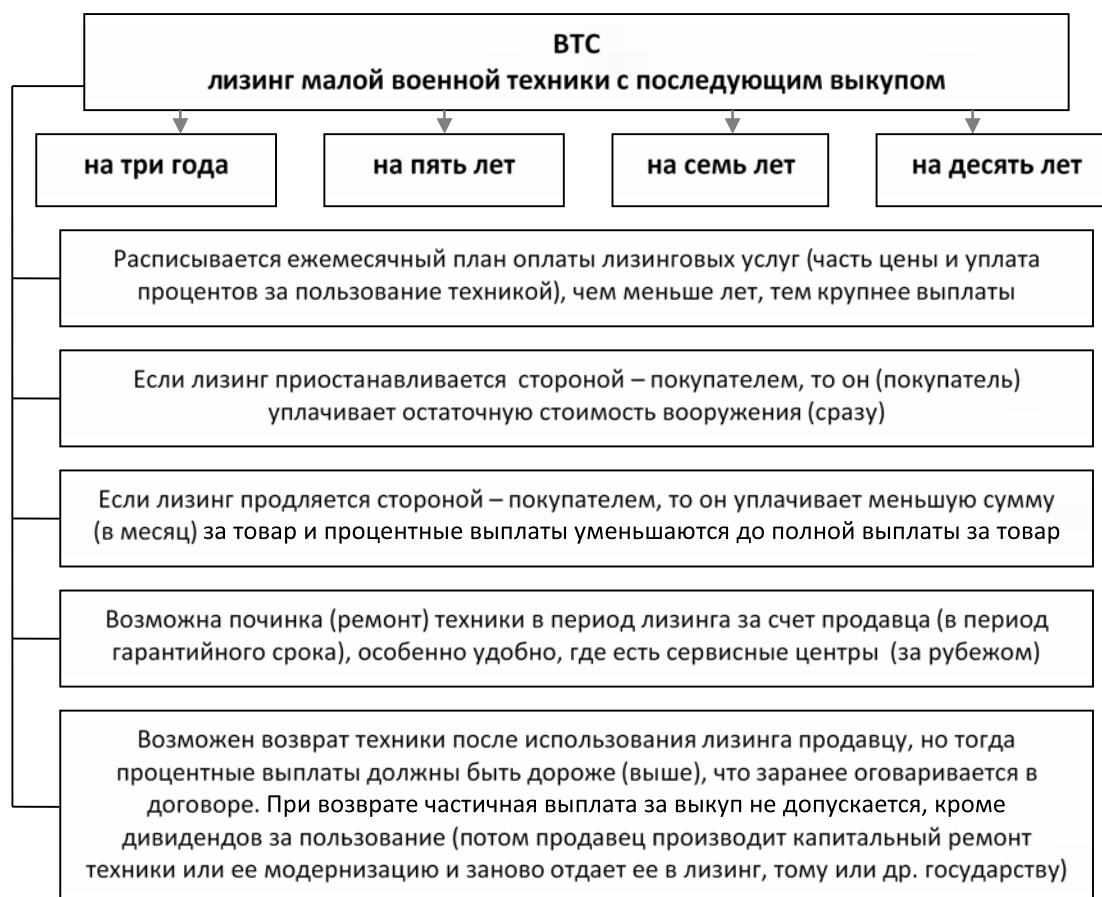 ВТС
лизинг малой военной техники с последующим выкупом
на три года
на пять лет
на семь лет
на десять лет
Расписывается ежемесячный план оплаты лизинговых услуг (часть цены и уплата
процентов за пользование техникой), чем меньше лет, тем крупнее выплаты
Если лизинг приостанавливается стороной – покупателем, то он (покупатель)
уплачивает остаточную стоимость вооружения (сразу)
Если лизинг продляется стороной – покупателем, то он уплачивает меньшую сумму
(в месяц) за товар и процентные выплаты уменьшаются до полной выплаты за товар
Возможна починка (ремонт) техники в период лизинга за счет продавца (в период
гарантийного срока), особенно удобно, где есть сервисные центры (за рубежом)
Возможен возврат техники после использования лизинга продавцу, но тогда
процентные выплаты должны быть дороже (выше), что заранее оговаривается в
договоре. При возврате частичная выплата за выкуп не допускается, кроме
дивидендов за пользование (потом продавец производит капитальный ремонт
техники или ее модернизацию и заново отдает ее в лизинг, тому или др. государству)